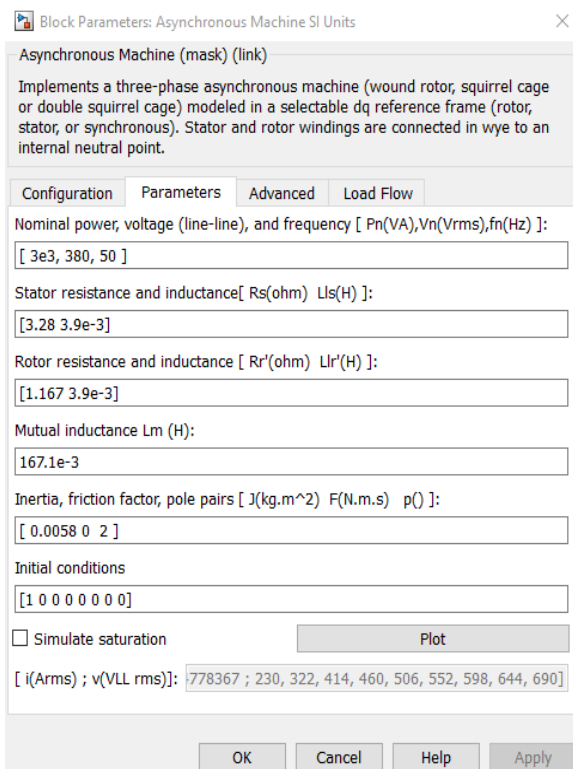 Block Parameters: Asynchronous Machine SI Units
Asynchronous Machine (mask) (link)
Implements a three-phase asynchronous machine (wound rotor, squirrel cage
or double squirrel cage) modeled in a selectable dq reference frame (rotor,
stator, or synchronous). Stator and rotor windings are connected in wye to an
internal neutral point.
Configuration Parameters Advanced Load Flow
Nominal power, voltage (line-line), and frequency [ Pn(VA),Vn(Vrms),fn(Hz) ]:
[ 3e3, 380, 50 ]
Stator resistance and inductance[ Rs(ohm) Lls(H) ]:
[3.28 3.9e-3]
Rotor resistance and inductance [ Rr'(ohm) Llr'(H) ]:
[1.167 3.9e-3]
Mutual inductance Lm (H):
167.1e-3
Inertia, friction factor, pole pairs [ J(kg.m^2) F(N.m.s) p() ]:
[ 0.0058 0 2 ]
Initial conditions
[1 0 0 0 0 0 0 0]
Simulate saturation Plot
[ i(Arms) ; v(VLL rms)]: 778367 ; 230, 322, 414, 460, 506, 552, 598, 644, 690]
OK Cancel Help Apply